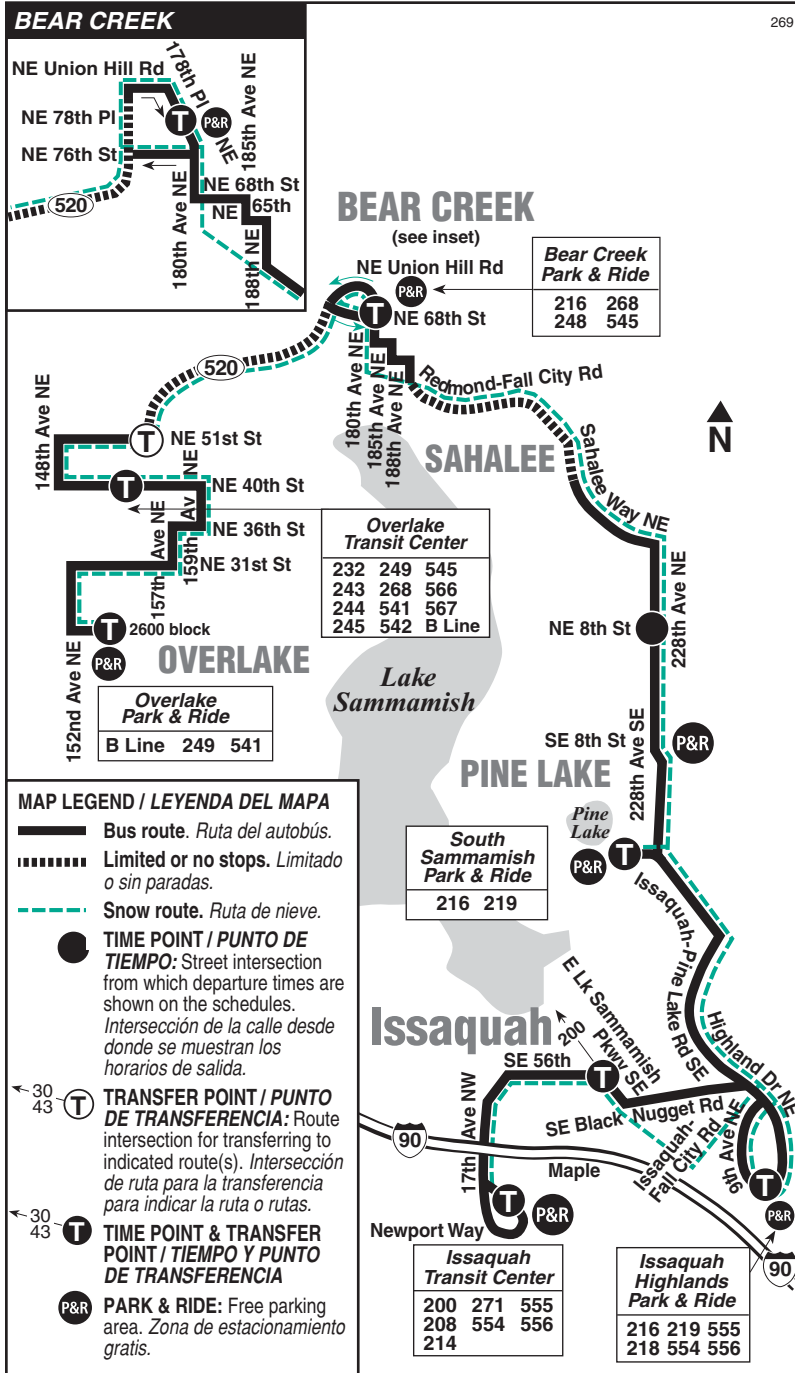 BEAR CREEK
269
NE Union Hill Rd
178th Pl NE
185th Ave NE
NE 78th Pl
T
P&R
NE 76th St
520
180th Ave NE
NE 68th St
NE 65th
188th NE
BEAR CREEK
(see inset)
NE Union Hill Rd
P&R
T
NE 68th St
Bear Creek
Park & Ride
216 268
248 545
520
180th Ave NE
185th Ave NE
188th Ave NE
Redmond-Fall City Rd
N
148th Ave NE
T
NE 51st St
SAHALEE
Sahalee Way NE
T
NE 40th St
159th Av NE
157th Ave NE
NE 36th St
NE 31st St
Overlake
Transit Center
232 249 545
243 268 566
244 541 567
245 542 B Line
228th Ave NE
NE 8th St
T
2600 block
P&R
OVERLAKE
152nd Ave NE
Lake
Sammamish
Overlake
Park & Ride
B Line 249 541
SE 8th St
P&R
228th Ave SE
PINE LAKE
Pine
Lake
P&R
T
South
Sammamish
Park & Ride
216 219
Issaquah-Pine Lake Rd SE
Highland Dr NE
Issaquah
200
E Lk Sammamish
Pkwy SE
SE 56th
T
SE Black Nugget Rd
17th Ave NW
90
Maple
Issaquah-
Fall City Rd
9th Ave NE
T
P&R
90
T
P&R
Newport Way
Issaquah
Transit Center
200 271 555
208 554 556
214
Issaquah
Highlands
Park & Ride
216 219 555
218 554 556
MAP LEGEND / LEYENDA DEL MAPA
Bus route. Ruta del autobús.
Limited or no stops. Limitado
o sin paradas.
Snow route. Ruta de nieve.
TIME POINT / PUNTO DE
TIEMPO: Street intersection
from which departure times are
shown on the schedules.
Intersección de la calle desde
donde se muestran los
horarios de salida.
30
43
T
TRANSFER POINT / PUNTO
DE TRANSFERENCIA: Route
intersection for transferring to
indicated route(s). Intersección
de ruta para la transferencia
para indicar la ruta o rutas.
30
43
T
TIME POINT & TRANSFER
POINT / TIEMPO Y PUNTO
DE TRANSFERENCIA
P&R
PARK & RIDE: Free parking
area. Zona de estacionamiento
gratis.